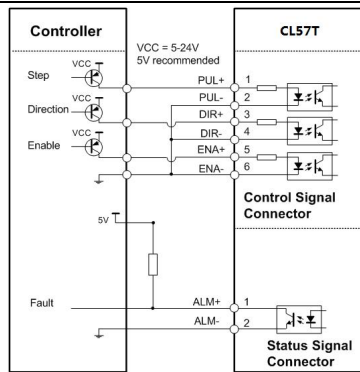 Controller
CL57T
VCC = 5-24V
5V recommended
Step
VCC
PUL+
1
PUL-
2
Direction
VCC
DIR+
3
DIR-
4
Enable
VCC
ENA+
5
ENA-
6
Control Signal
Connector
5V
Fault
ALM+
1
ALM-
2
Status Signal
Connector